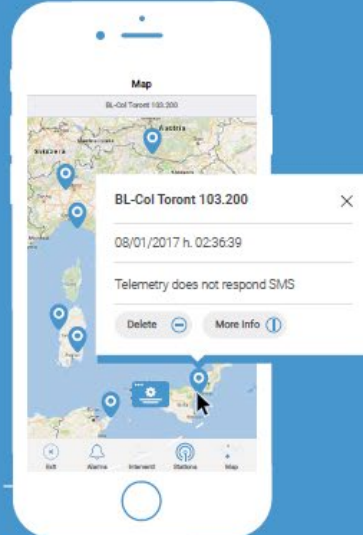 Map
BL-Col Toront 103.200
Austria
BL-Col Toront 103.200
08/01/2017 h. 02:36:39
Telemetry does not respond SMS
Delete
More Info
Exit
Alarms
Interventi
Stations
Map